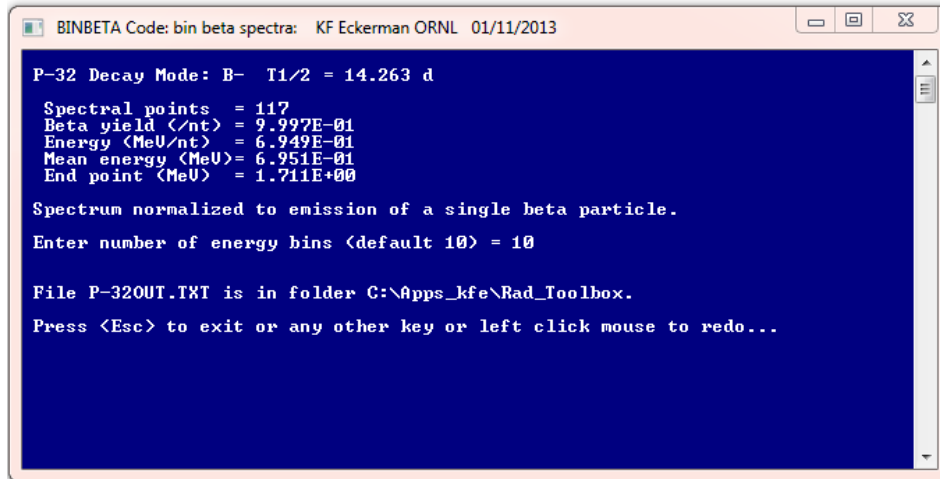 BINBETA Code: bin beta spectra: KF Eckerman ORNL 01/11/2013
P-32 Decay Mode: B- T1/2 = 14.263 d
Spectral points = 117
Beta yield (/nt) = 9.997E-01
Energy (MeV/nt) = 6.949E-01
Mean energy (MeV)= 6.951E-01
End point (MeV) = 1.711E+00
Spectrum normalized to emission of a single beta particle.
Enter number of energy bins (default 10) = 10
File P-32OUT.TXT is in folder C:\Apps_kfe\Rad_Toolbox.
Press <Esc> to exit or any other key or left click mouse to redo...